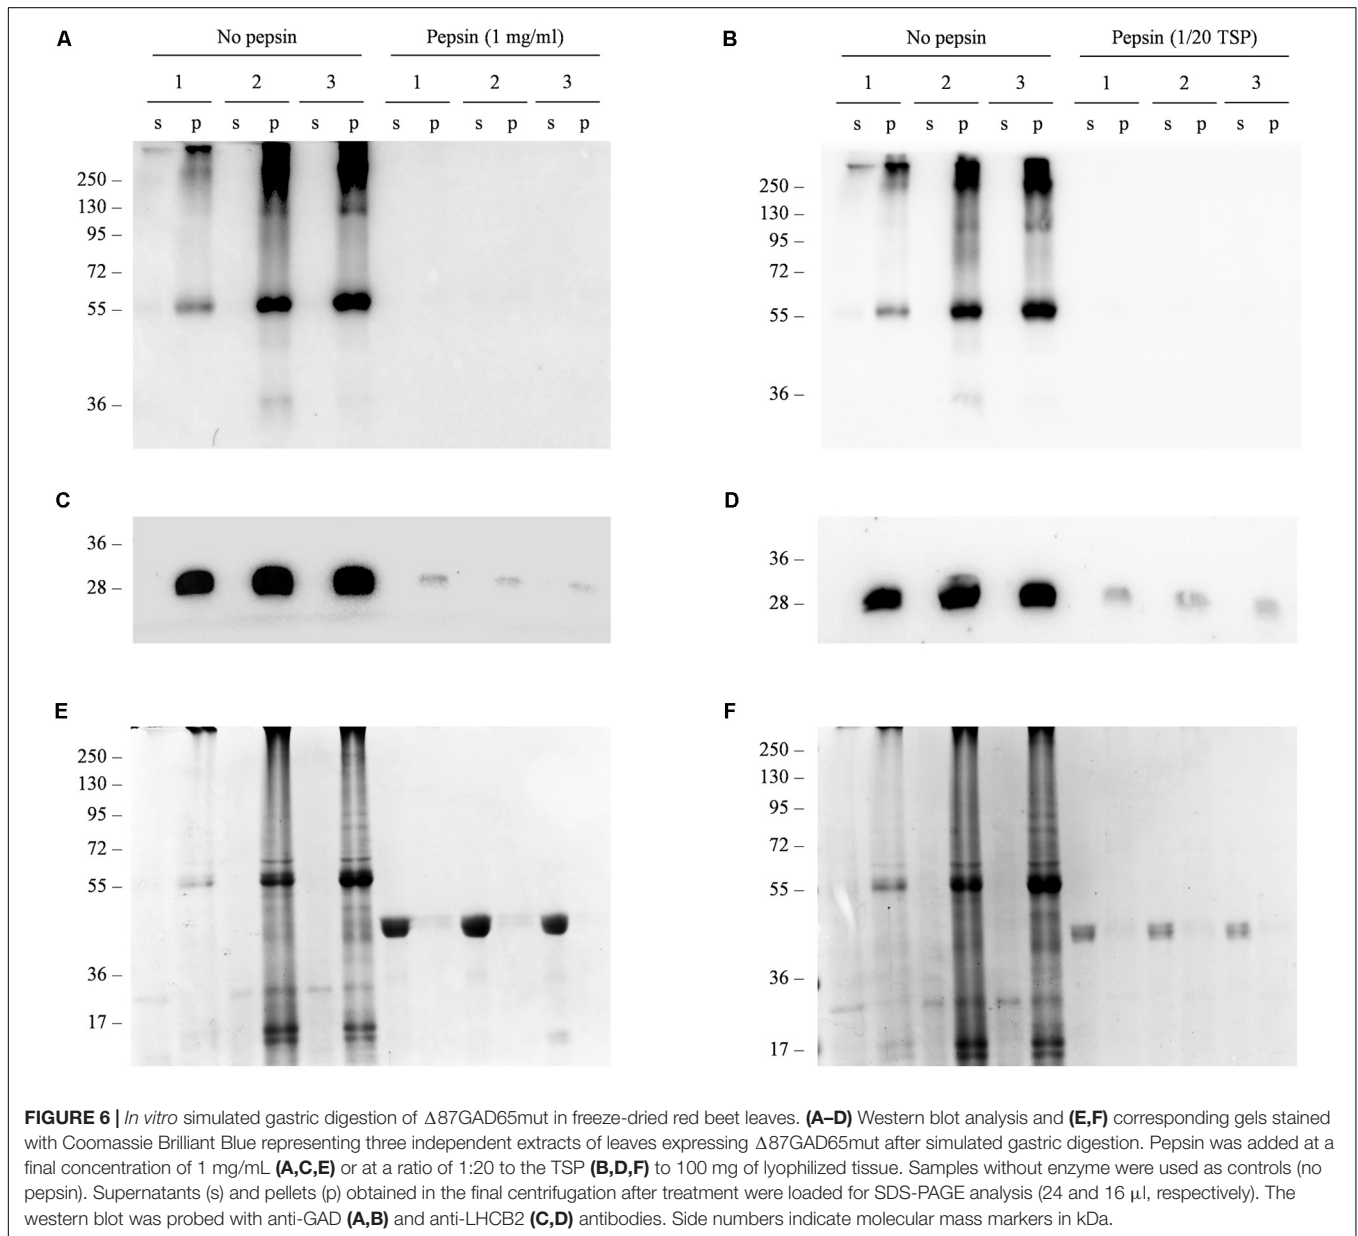 A
No pepsin
Pepsin (1 mg/ml)
1 2 3 1 2 3
s p s p s p s p s p s p
250 –
130 –
95 –
72 –
55 –
36 –
B
No pepsin
Pepsin (1/20 TSP)
1 2 3 1 2 3
s p s p s p s p s p s p
250 –
130 –
95 –
72 –
55 –
36 –
C
36 –
28 –
D
36 –
28 –
E
250 –
130 –
95 –
72 –
55 –
36 –
17 –
F
250 –
130 –
95 –
72 –
55 –
36 –
17 –
FIGURE 6 | In vitro simulated gastric digestion of Δ87GAD65mut in freeze-dried red beet leaves. (A–D) Western blot analysis and (E,F) corresponding gels stained
with Coomassie Brilliant Blue representing three independent extracts of leaves expressing Δ87GAD65mut after simulated gastric digestion. Pepsin was added at a
final concentration of 1 mg/mL (A,C,E) or at a ratio of 1:20 to the TSP (B,D,F) to 100 mg of lyophilized tissue. Samples without enzyme were used as controls (no
pepsin). Supernatants (s) and pellets (p) obtained in the final centrifugation after treatment were loaded for SDS-PAGE analysis (24 and 16 μl, respectively). The
western blot was probed with anti-GAD (A,B) and anti-LHCB2 (C,D) antibodies. Side numbers indicate molecular mass markers in kDa.